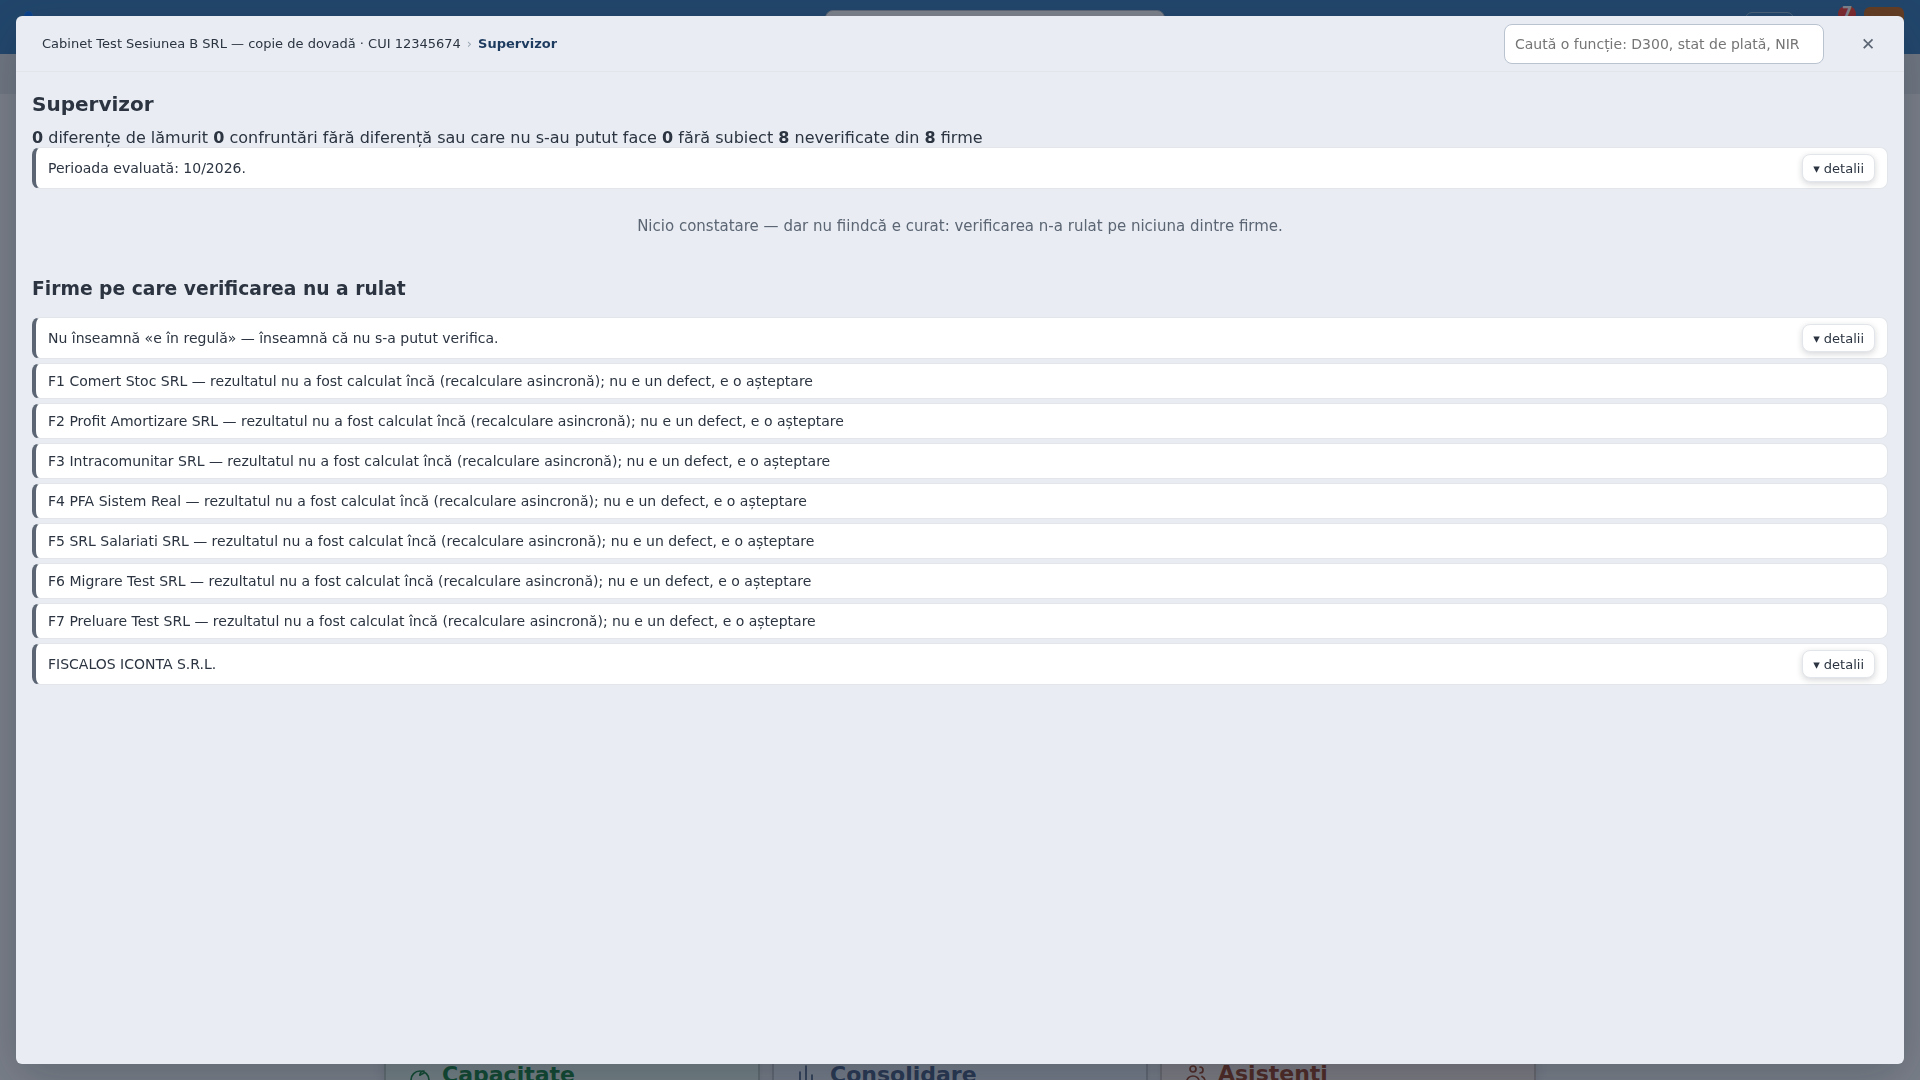 7
Cabinet Test Sesiunea B SRL — copie de dovadă · CUI 12345674 › Supervizor
Caută o funcție: D300, stat de plată, NIR
✕
Supervizor
0 diferențe de lămurit 0 confruntări fără diferență sau care nu s-au putut face 0 fără subiect 8 neverificate din 8 firme
Perioada evaluată: 10/2026.
▾ detalii
Nicio constatare — dar nu fiindcă e curat: verificarea n-a rulat pe niciuna dintre firme.
Firme pe care verificarea nu a rulat
Nu înseamnă «e în regulă» — înseamnă că nu s-a putut verifica.
▾ detalii
F1 Comert Stoc SRL — rezultatul nu a fost calculat încă (recalculare asincronă); nu e un defect, e o așteptare
F2 Profit Amortizare SRL — rezultatul nu a fost calculat încă (recalculare asincronă); nu e un defect, e o așteptare
F3 Intracomunitar SRL — rezultatul nu a fost calculat încă (recalculare asincronă); nu e un defect, e o așteptare
F4 PFA Sistem Real — rezultatul nu a fost calculat încă (recalculare asincronă); nu e un defect, e o așteptare
F5 SRL Salariati SRL — rezultatul nu a fost calculat încă (recalculare asincronă); nu e un defect, e o așteptare
F6 Migrare Test SRL — rezultatul nu a fost calculat încă (recalculare asincronă); nu e un defect, e o așteptare
F7 Preluare Test SRL — rezultatul nu a fost calculat încă (recalculare asincronă); nu e un defect, e o așteptare
FISCALOS ICONTA S.R.L.
▾ detalii
Capacitate
Consolidare
Asistenți